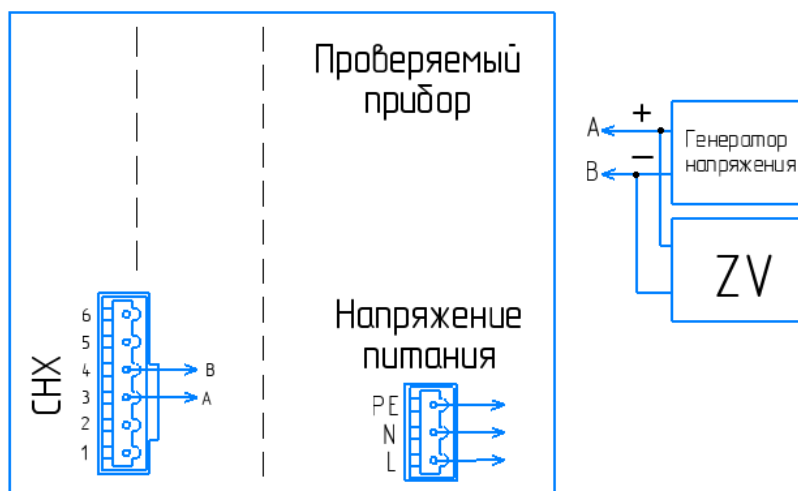 Проверяемый
прибор
A
+
B
—
Генератор
напряжения
ZV
Напряжение
питания
CHX
6
5
4
B
3
A
2
1
PE
N
L